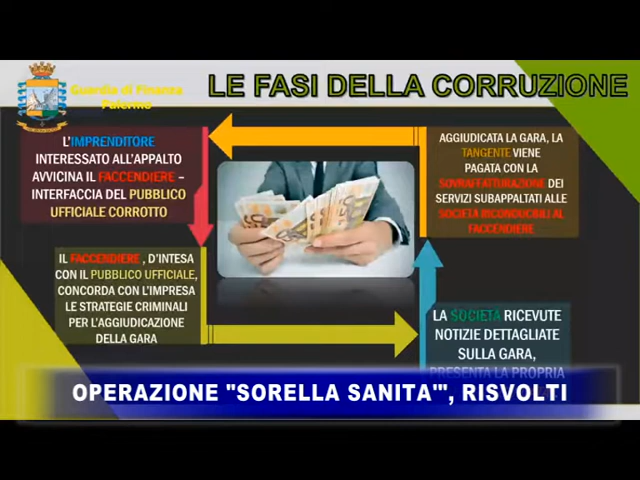 Guardia di Finanza
Palermo
LE FASI DELLA CORRUZIONE
L'IMPRENDITORE
INTERESSATO ALL'APPALTO
AVVICINA IL FACCENDIERE –
INTERFACCIA DEL PUBBLICO
UFFICIALE CORROTTO
IL FACCENDIERE , D'INTESA
CON IL PUBBLICO UFFICIALE,
CONCORDA CON L'IMPRESA
LE STRATEGIE CRIMINALI
PER L'AGGIUDICAZIONE
DELLA GARA
LA SOCIETÀ RICEVUTE
NOTIZIE DETTAGLIATE
SULLA GARA,
PRESENTA LA PROPRIA
AGGIUDICATA LA GARA, LA
TANGENTE VIENE
PAGATA CON LA
SOVRAFFATTURAZIONE DEI
SERVIZI SUBAPPALTATI ALLE
SOCIETÀ RICONDUCIBILI AL
FACCENDIERE
OPERAZIONE "SORELLA SANITA'", RISVOLTI